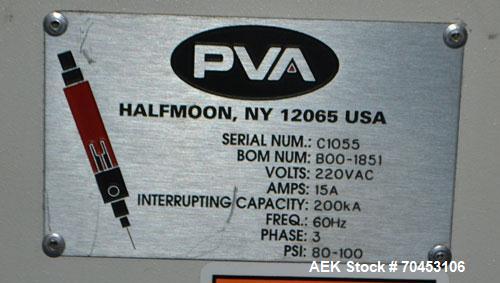 PVA
HALFMOON, NY 12065 USA
SERIAL NUM.: C1055
BOM NUM: B00-1851
VOLTS: 220VAC
AMPS: 15A
INTERRUPTING CAPACITY: 200kA
FREQ.: 60Hz
PHASE: 3
PSI: 80-100
AEK Stock # 70453106